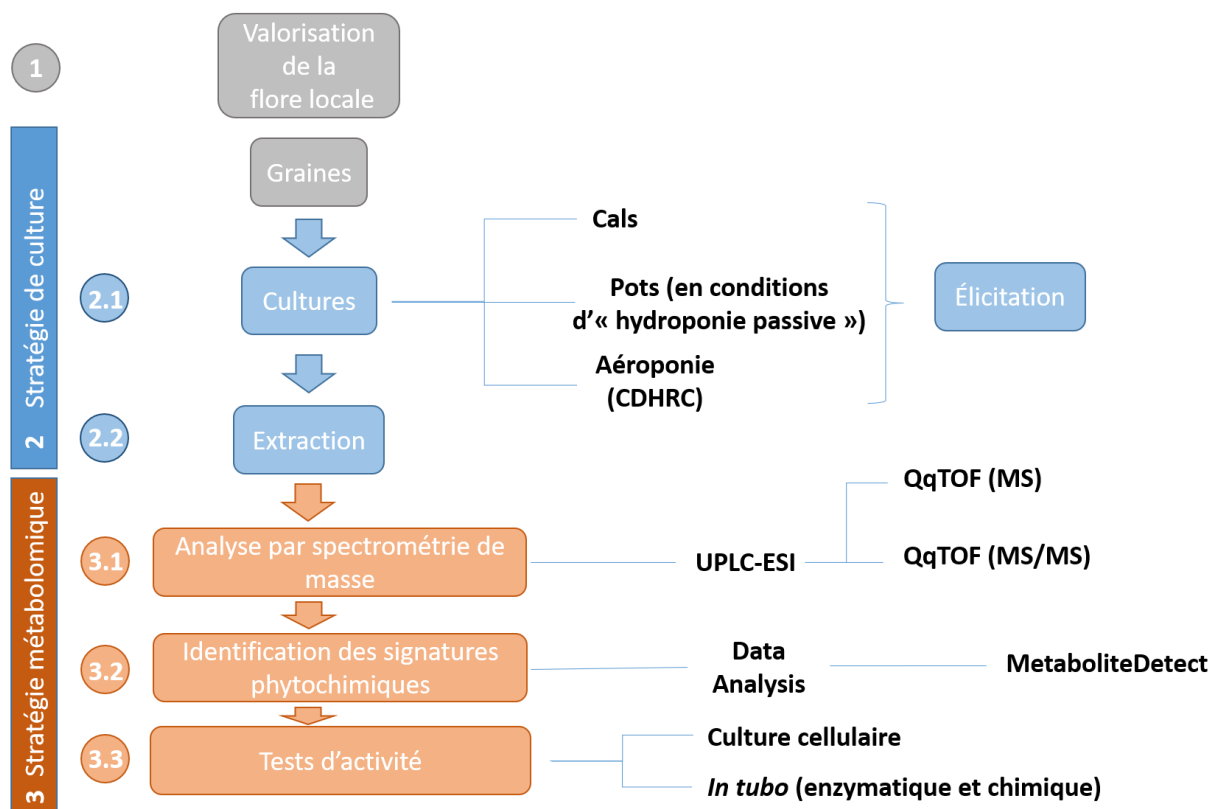 1
Valorisation
de la
flore locale
2 Stratégie de culture
Graines
2.1
Cultures
Cals
Pots (en conditions
d'« hydroponie passive »)
Aéroponie
(CDHRC)
Élicitation
2.2
Extraction
3 Stratégie métabolomique
3.1
Analyse par spectrométrie de
masse
UPLC-ESI
QqTOF (MS)
QqTOF (MS/MS)
3.2
Identification des signatures
phytochimiques
Data
Analysis
MetaboliteDetect
3.3
Tests d'activité
Culture cellulaire
In tubo (enzymatique et chimique)